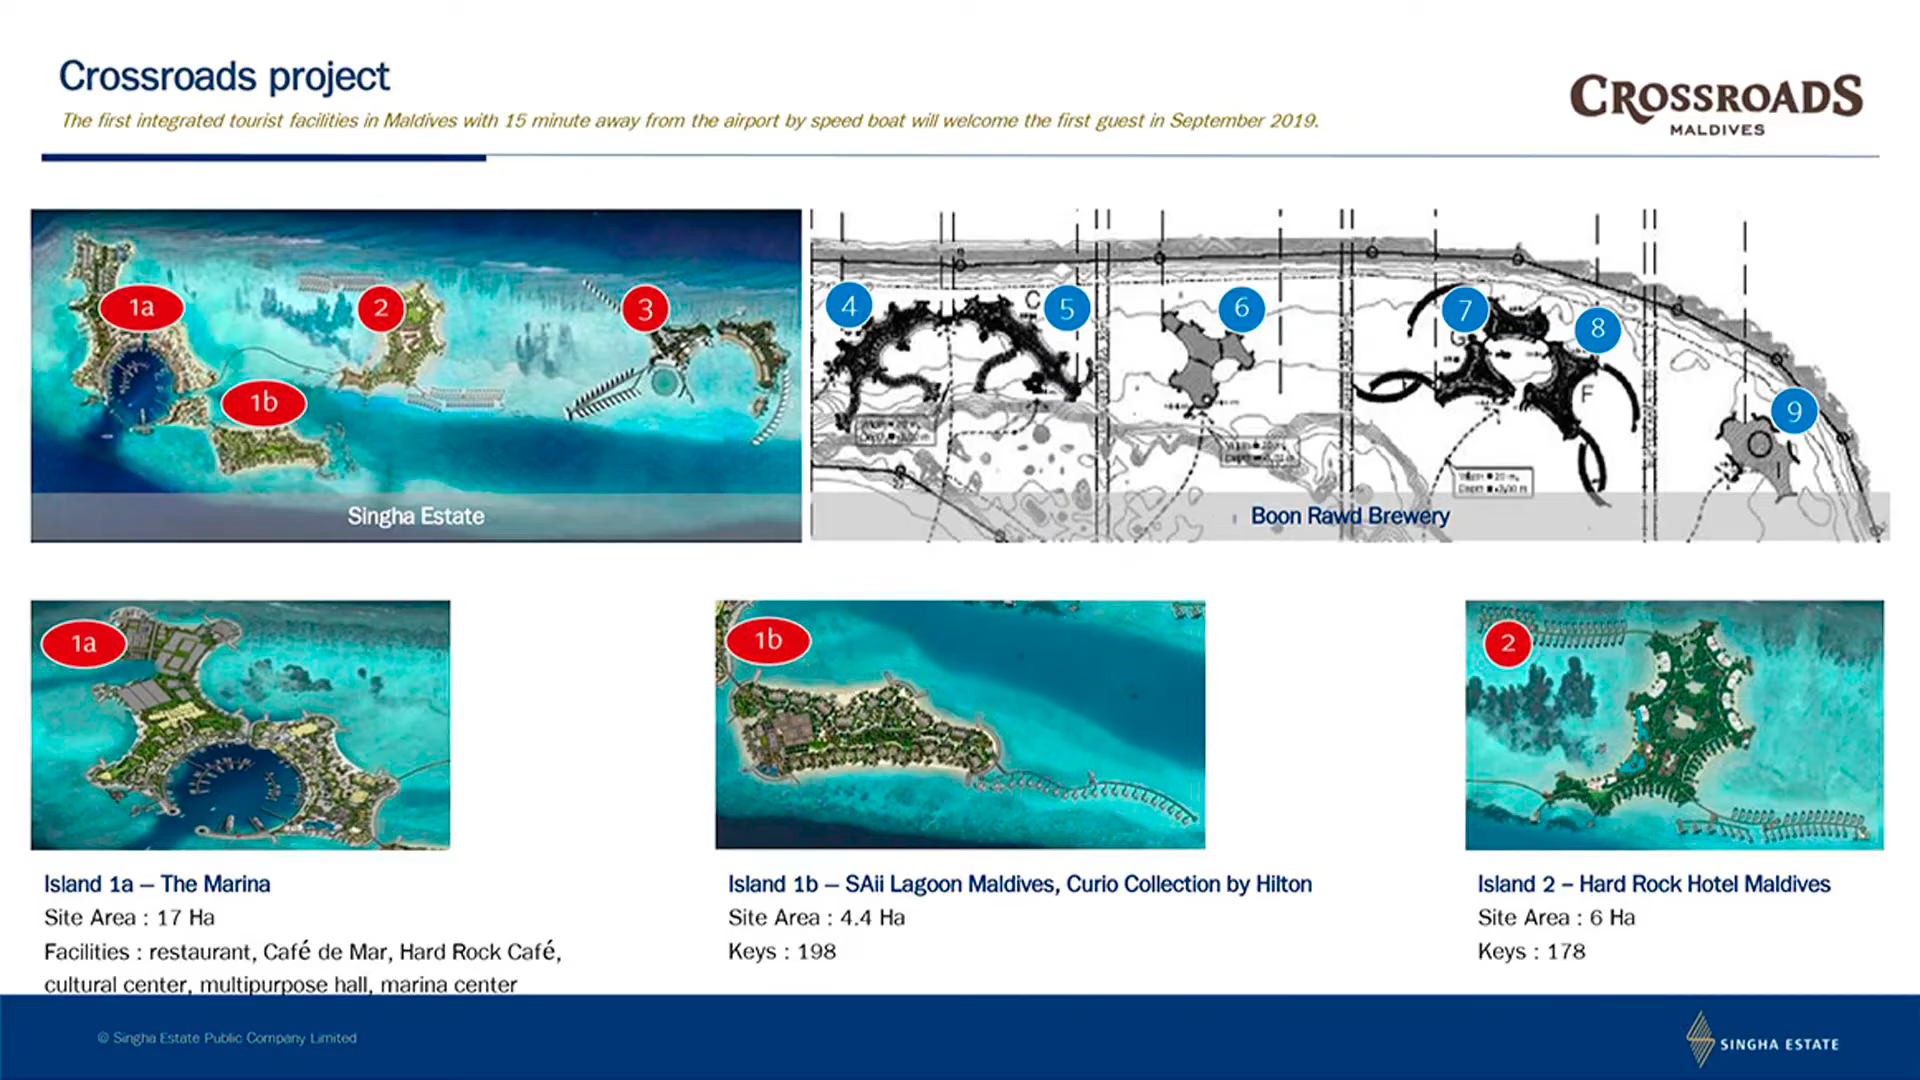 Crossroads project
The first integrated tourist facilities in Maldives with 15 minute away from the airport by speed boat will welcome the first guest in September 2019.
CROSSROADS
MALDIVES
1a
1b
2
3
Singha Estate
4
5
C
6
7
G
8
F
9
I
Boon Rawd Brewery
1a
1b
2
Island 1a – The Marina
Site Area : 17 Ha
Facilities : restaurant, Café de Mar, Hard Rock Café,
cultural center, multipurpose hall, marina center
Island 1b – SAii Lagoon Maldives, Curio Collection by Hilton
Site Area : 4.4 Ha
Keys : 198
Island 2 – Hard Rock Hotel Maldives
Site Area : 6 Ha
Keys : 178
© Singha Estate Public Company Limited
SINGHA ESTATE